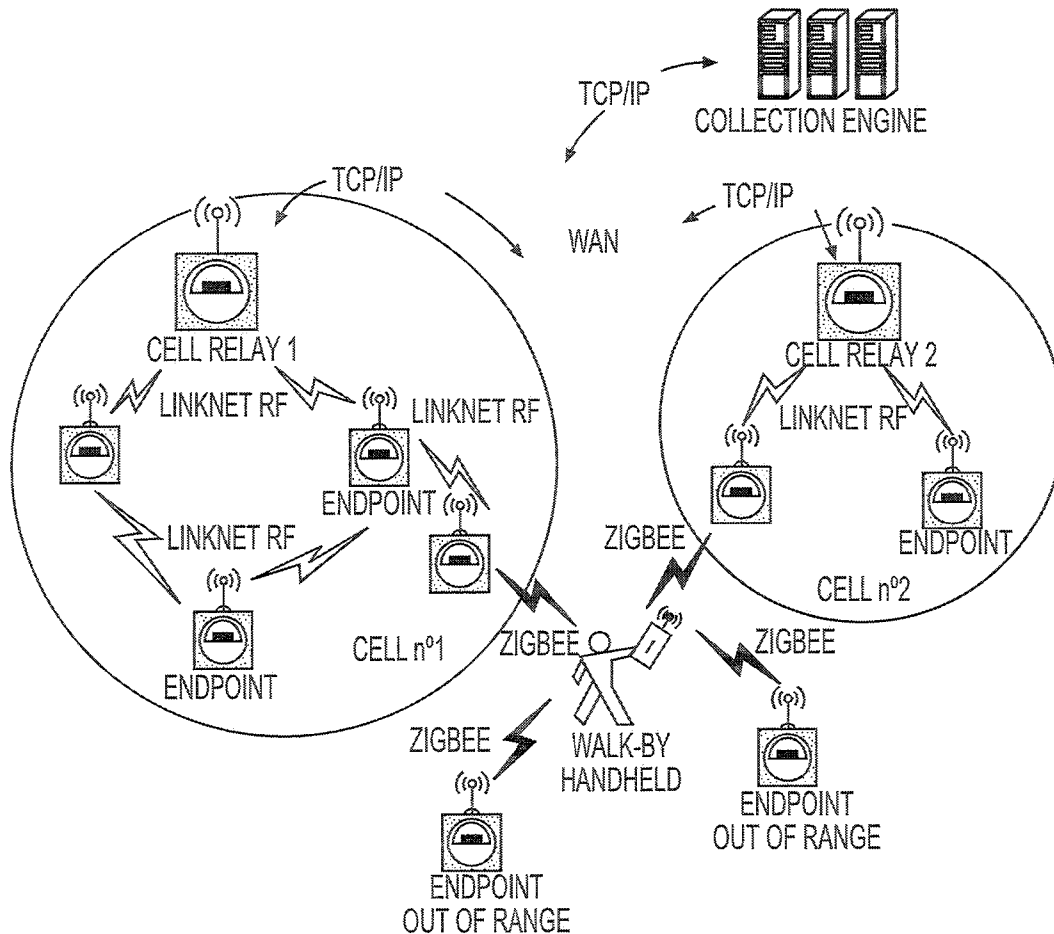 TCP/IP
COLLECTION ENGINE
TCP/IP
TCP/IP
WAN
CELL RELAY 1
CELL RELAY 2
LINKNET RF
LINKNET RF
LINKNET RF
ENDPOINT
LINKNET RF
ENDPOINT
ZIGBEE
CELL nº2
CELL nº1
ZIGBEE
ZIGBEE
ENDPOINT
ZIGBEE
WALK-BY
HANDHELD
ENDPOINT
OUT OF RANGE
ENDPOINT
OUT OF RANGE